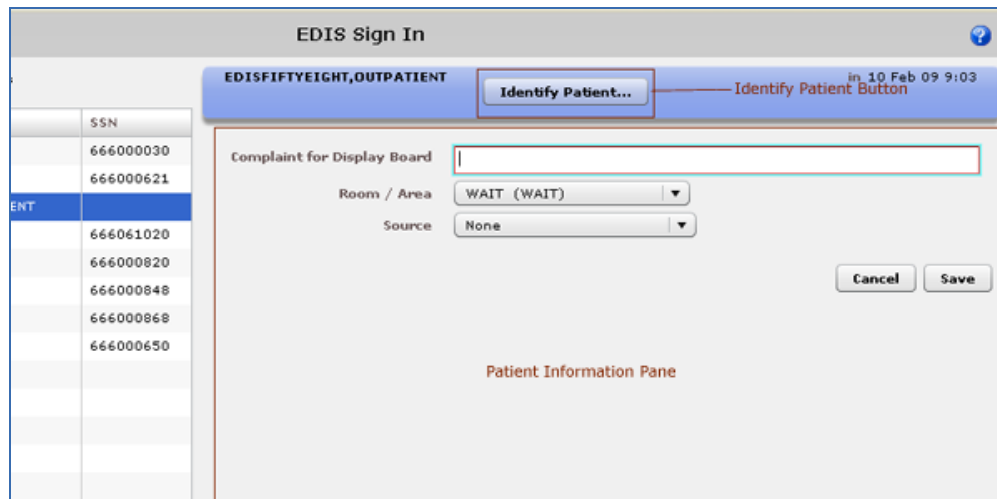 EDIS Sign In
EDISFIFTYEIGHT,OUTPATIENT
Identify Patient...
in 10 Feb 09 9:03
Identify Patient Button
SSN
666000030
666000621
ENT
666061020
666000820
666000848
666000868
666000650
Complaint for Display Board
Room / Area
WAIT (WAIT)
Source
None
Cancel
Save
Patient Information Pane